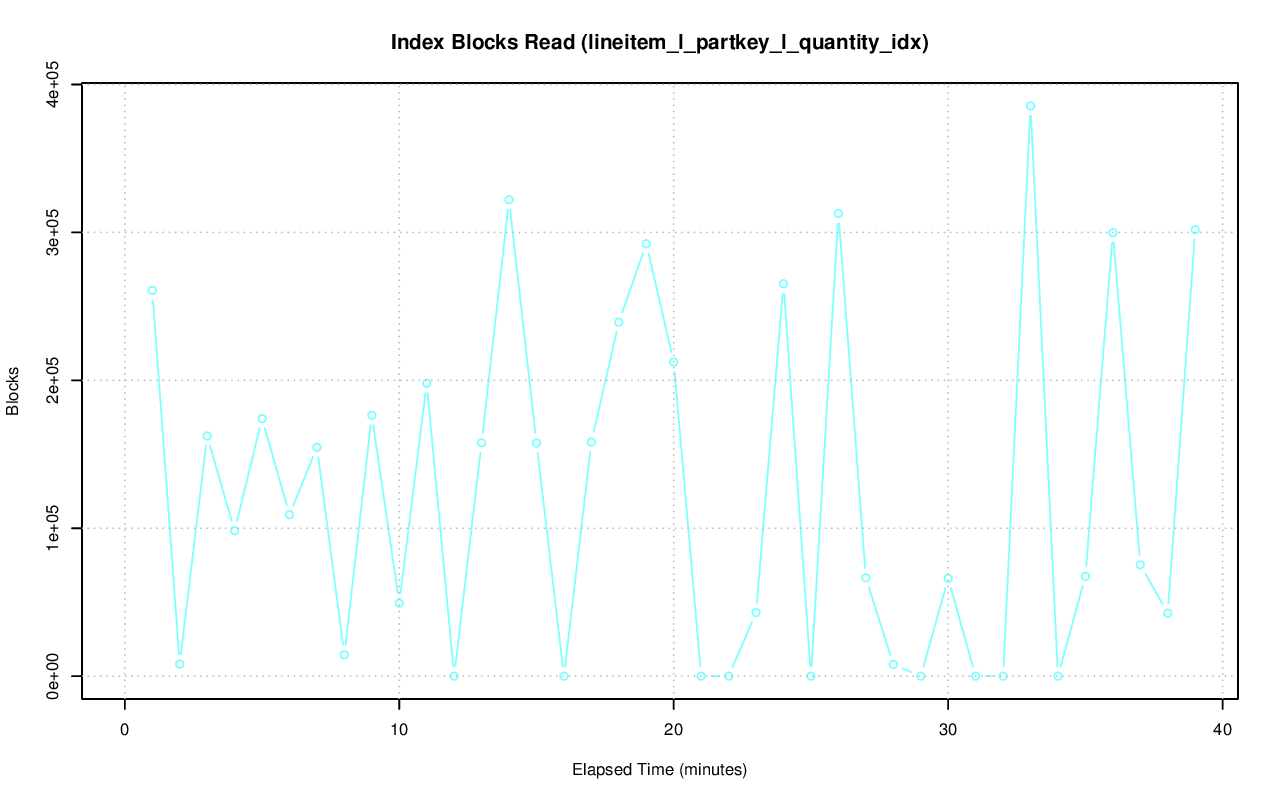 Index Blocks Read (lineitem_l_partkey_l_quantity_idx)
Blocks
4e+05
3e+05
2e+05
1e+05
0e+00
0 10 20 30 40
Elapsed Time (minutes)